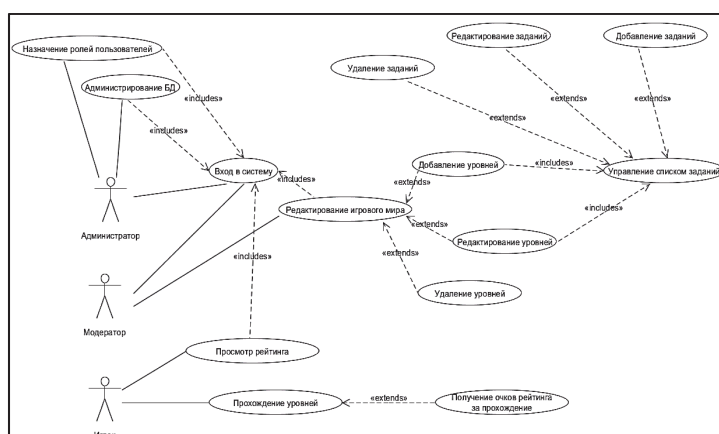 Назначение ролей пользователей
Редактирование заданий
Добавление заданий
Удаление заданий
Администрирование БД
«includes»
«extends»
«extends»
«includes»
«extends»
Вход в систему
Добавление уровней
«includes»
Управление списком заданий
«includes»
«extends»
Редактирование игрового мира
«includes»
Администратор
«extends»
Редактирование уровней
«includes»
«extends»
Удаление уровней
Модератор
Просмотр рейтинга
Прохождение уровней
«extends»
Получение очков рейтинга
за прохождение